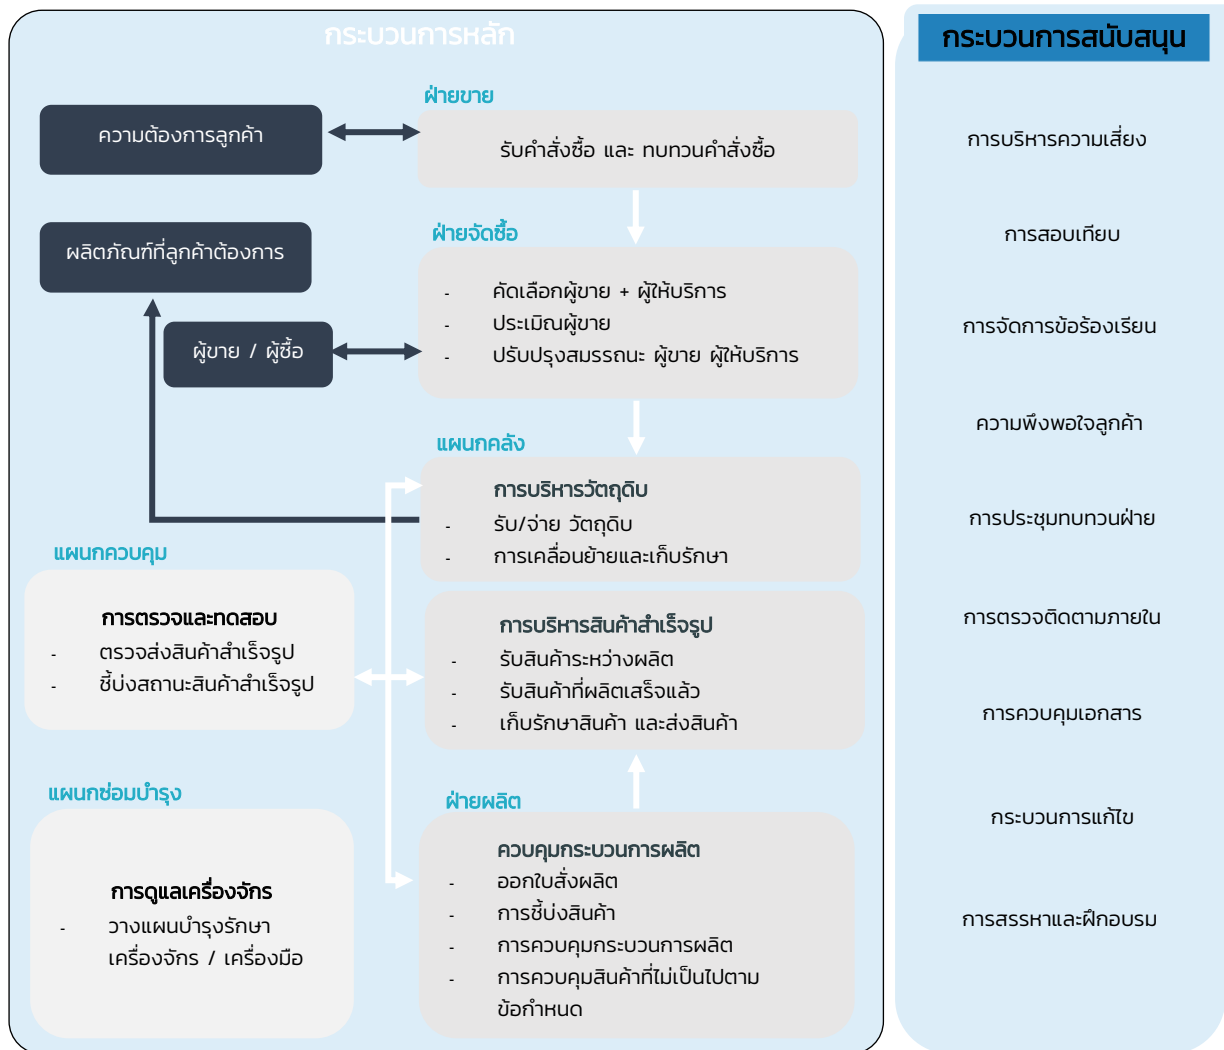 กระบวนการหลัก
ฝ่ายขาย
ความต้องการลูกค้า
รับคำสั่งซื้อ และ ทบทวนคำสั่งซื้อ
ฝ่ายจัดซื้อ
ผลิตภัณฑ์ที่ลูกค้าต้องการ
- คัดเลือกผู้ขาย + ผู้ให้บริการ
- ประเมิณผู้ขาย
- ปรับปรุงสมรรถนะ ผู้ขาย ผู้ให้บริการ
ผู้ขาย / ผู้ซื้อ
แผนกคลัง
การบริหารวัตถุดิบ
- รับ/จ่าย วัตถุดิบ
- การเคลื่อนย้ายและเก็บรักษา
แผนกควบคุม
การตรวจและทดสอบ
- ตรวจส่งสินค้าสำเร็จรูป
- ชี้บ่งสถานะสินค้าสำเร็จรูป
การบริหารสินค้าสำเร็จรูป
- รับสินค้าระหว่างผลิต
- รับสินค้าที่ผลิตเสร็จแล้ว
- เก็บรักษาสินค้า และส่งสินค้า
แผนกซ่อมบำรุง
การดูแลเครื่องจักร
- วางแผนบำรุงรักษา
เครื่องจักร / เครื่องมือ
ฝ่ายผลิต
ควบคุมกระบวนการผลิต
- ออกใบสั่งผลิต
- การชี้บ่งสินค้า
- การควบคุมกระบวนการผลิต
- การควบคุมสินค้าที่ไม่เป็นไปตาม
ข้อกำหนด
กระบวนการสนับสนุน
การบริหารความเสี่ยง
การสอบเทียบ
การจัดการข้อร้องเรียน
ความพึงพอใจลูกค้า
การประชุมทบทวนฝ่าย
การตรวจติดตามภายใน
การควบคุมเอกสาร
กระบวนการแก้ไข
การสรรหาและฝึกอบรม